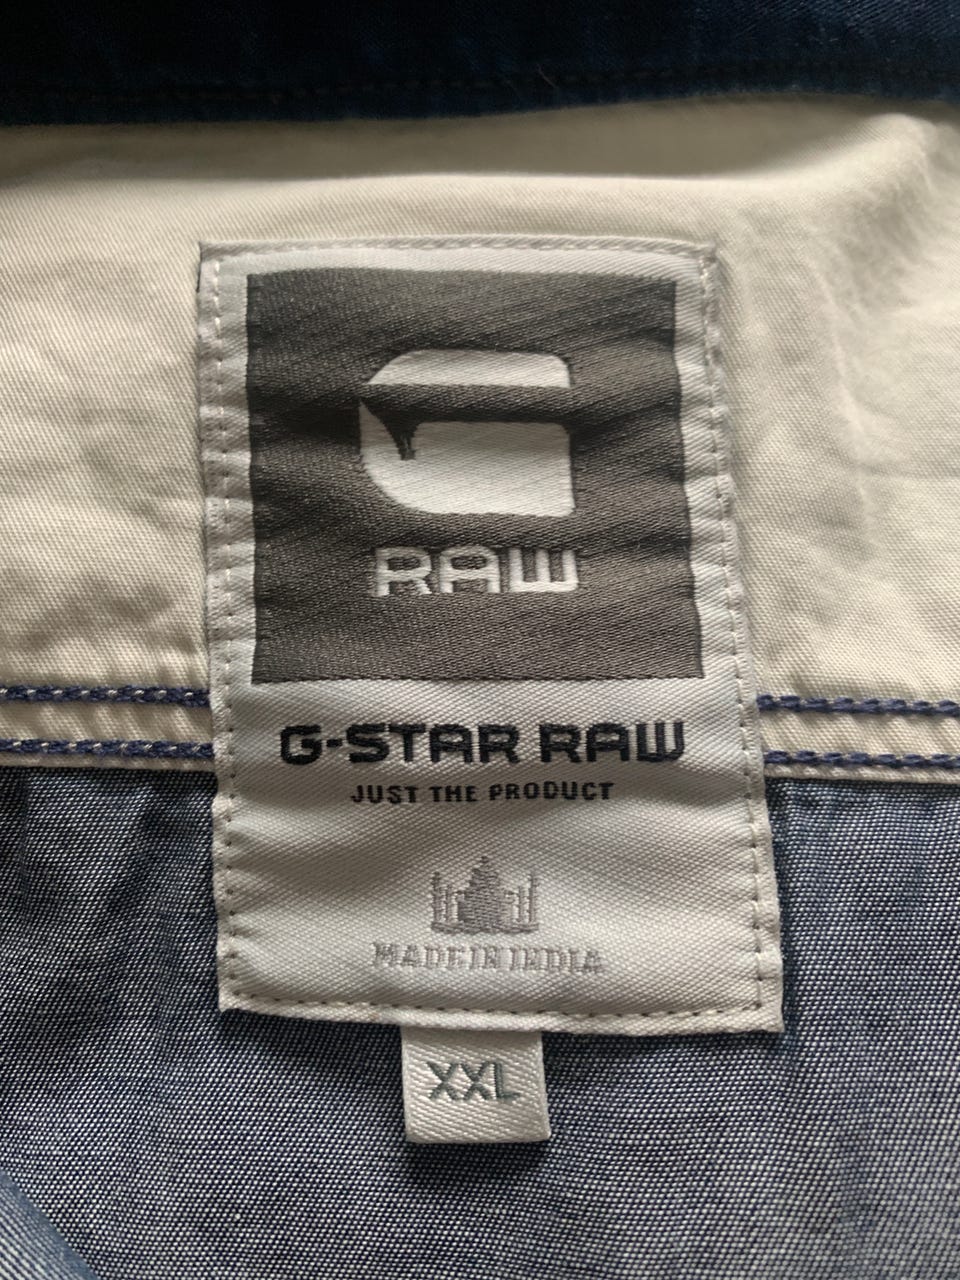 RAW
G-STAR RAW
JUST THE PRODUCT
MADE IN INDIA
XXL